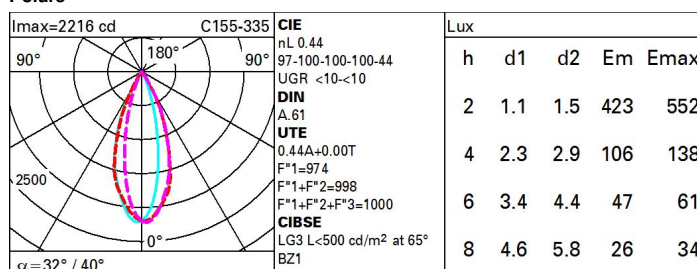 Imax=2216 cd C155-335
90° 180° 90°
2500
0°
α=32° / 40°
CIE
nL 0.44
97-100-100-100-44
UGR <10-<10
DIN
A.61
UTE
0.44A+0.00T
F"1=974
F"1+F"2=998
F"1+F"2+F"3=1000
CIBSE
LG3 L<500 cd/m² at 65°
BZ1
Lux
h d1 d2 Em Emax
2 1.1 1.5 423 552
4 2.3 2.9 106 138
6 3.4 4.4 47 61
8 4.6 5.8 26 34